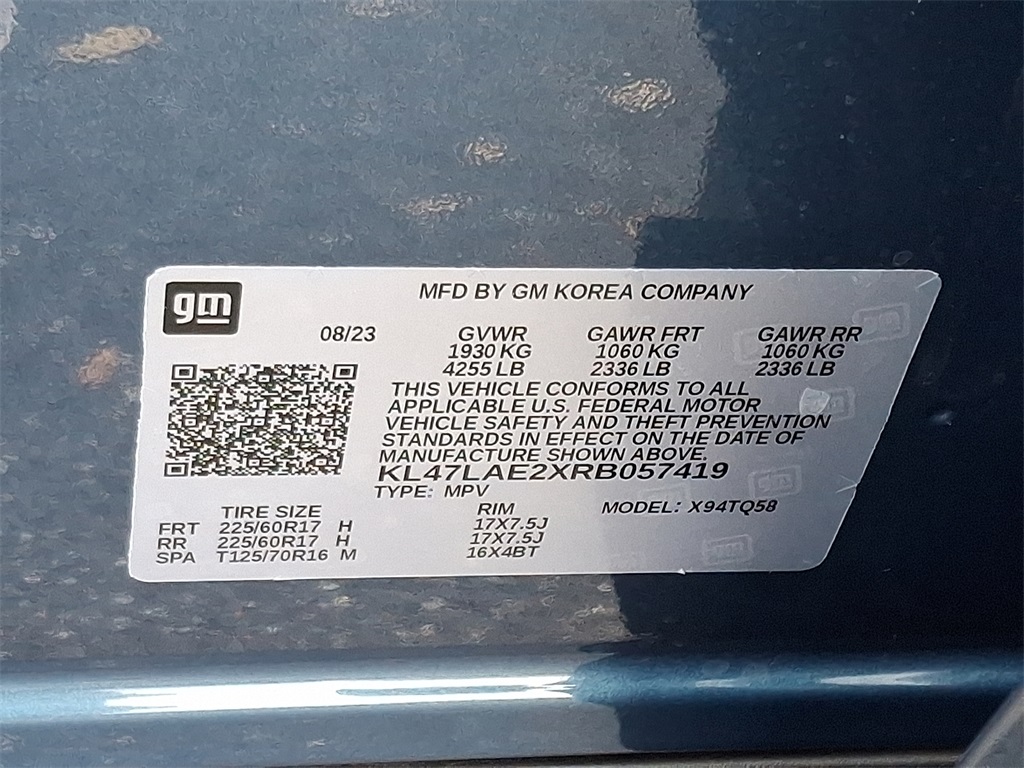 gm
MFD BY GM KOREA COMPANY
08/23 GVWR GAWR FRT GAWR RR
1930 KG 1060 KG 1060 KG
4255 LB 2336 LB 2336 LB
THIS VEHICLE CONFORMS TO ALL
APPLICABLE U.S. FEDERAL MOTOR
VEHICLE SAFETY AND THEFT PREVENTION
STANDARDS IN EFFECT ON THE DATE OF
MANUFACTURE SHOWN ABOVE.
KL47LAE2XRB057419
TYPE: MPV
TIRE SIZE RIM MODEL: X94TQ58
FRT 225/60R17 H 17X7.5J
RR 225/60R17 H 17X7.5J
SPA T125/70R16 M 16X4BT